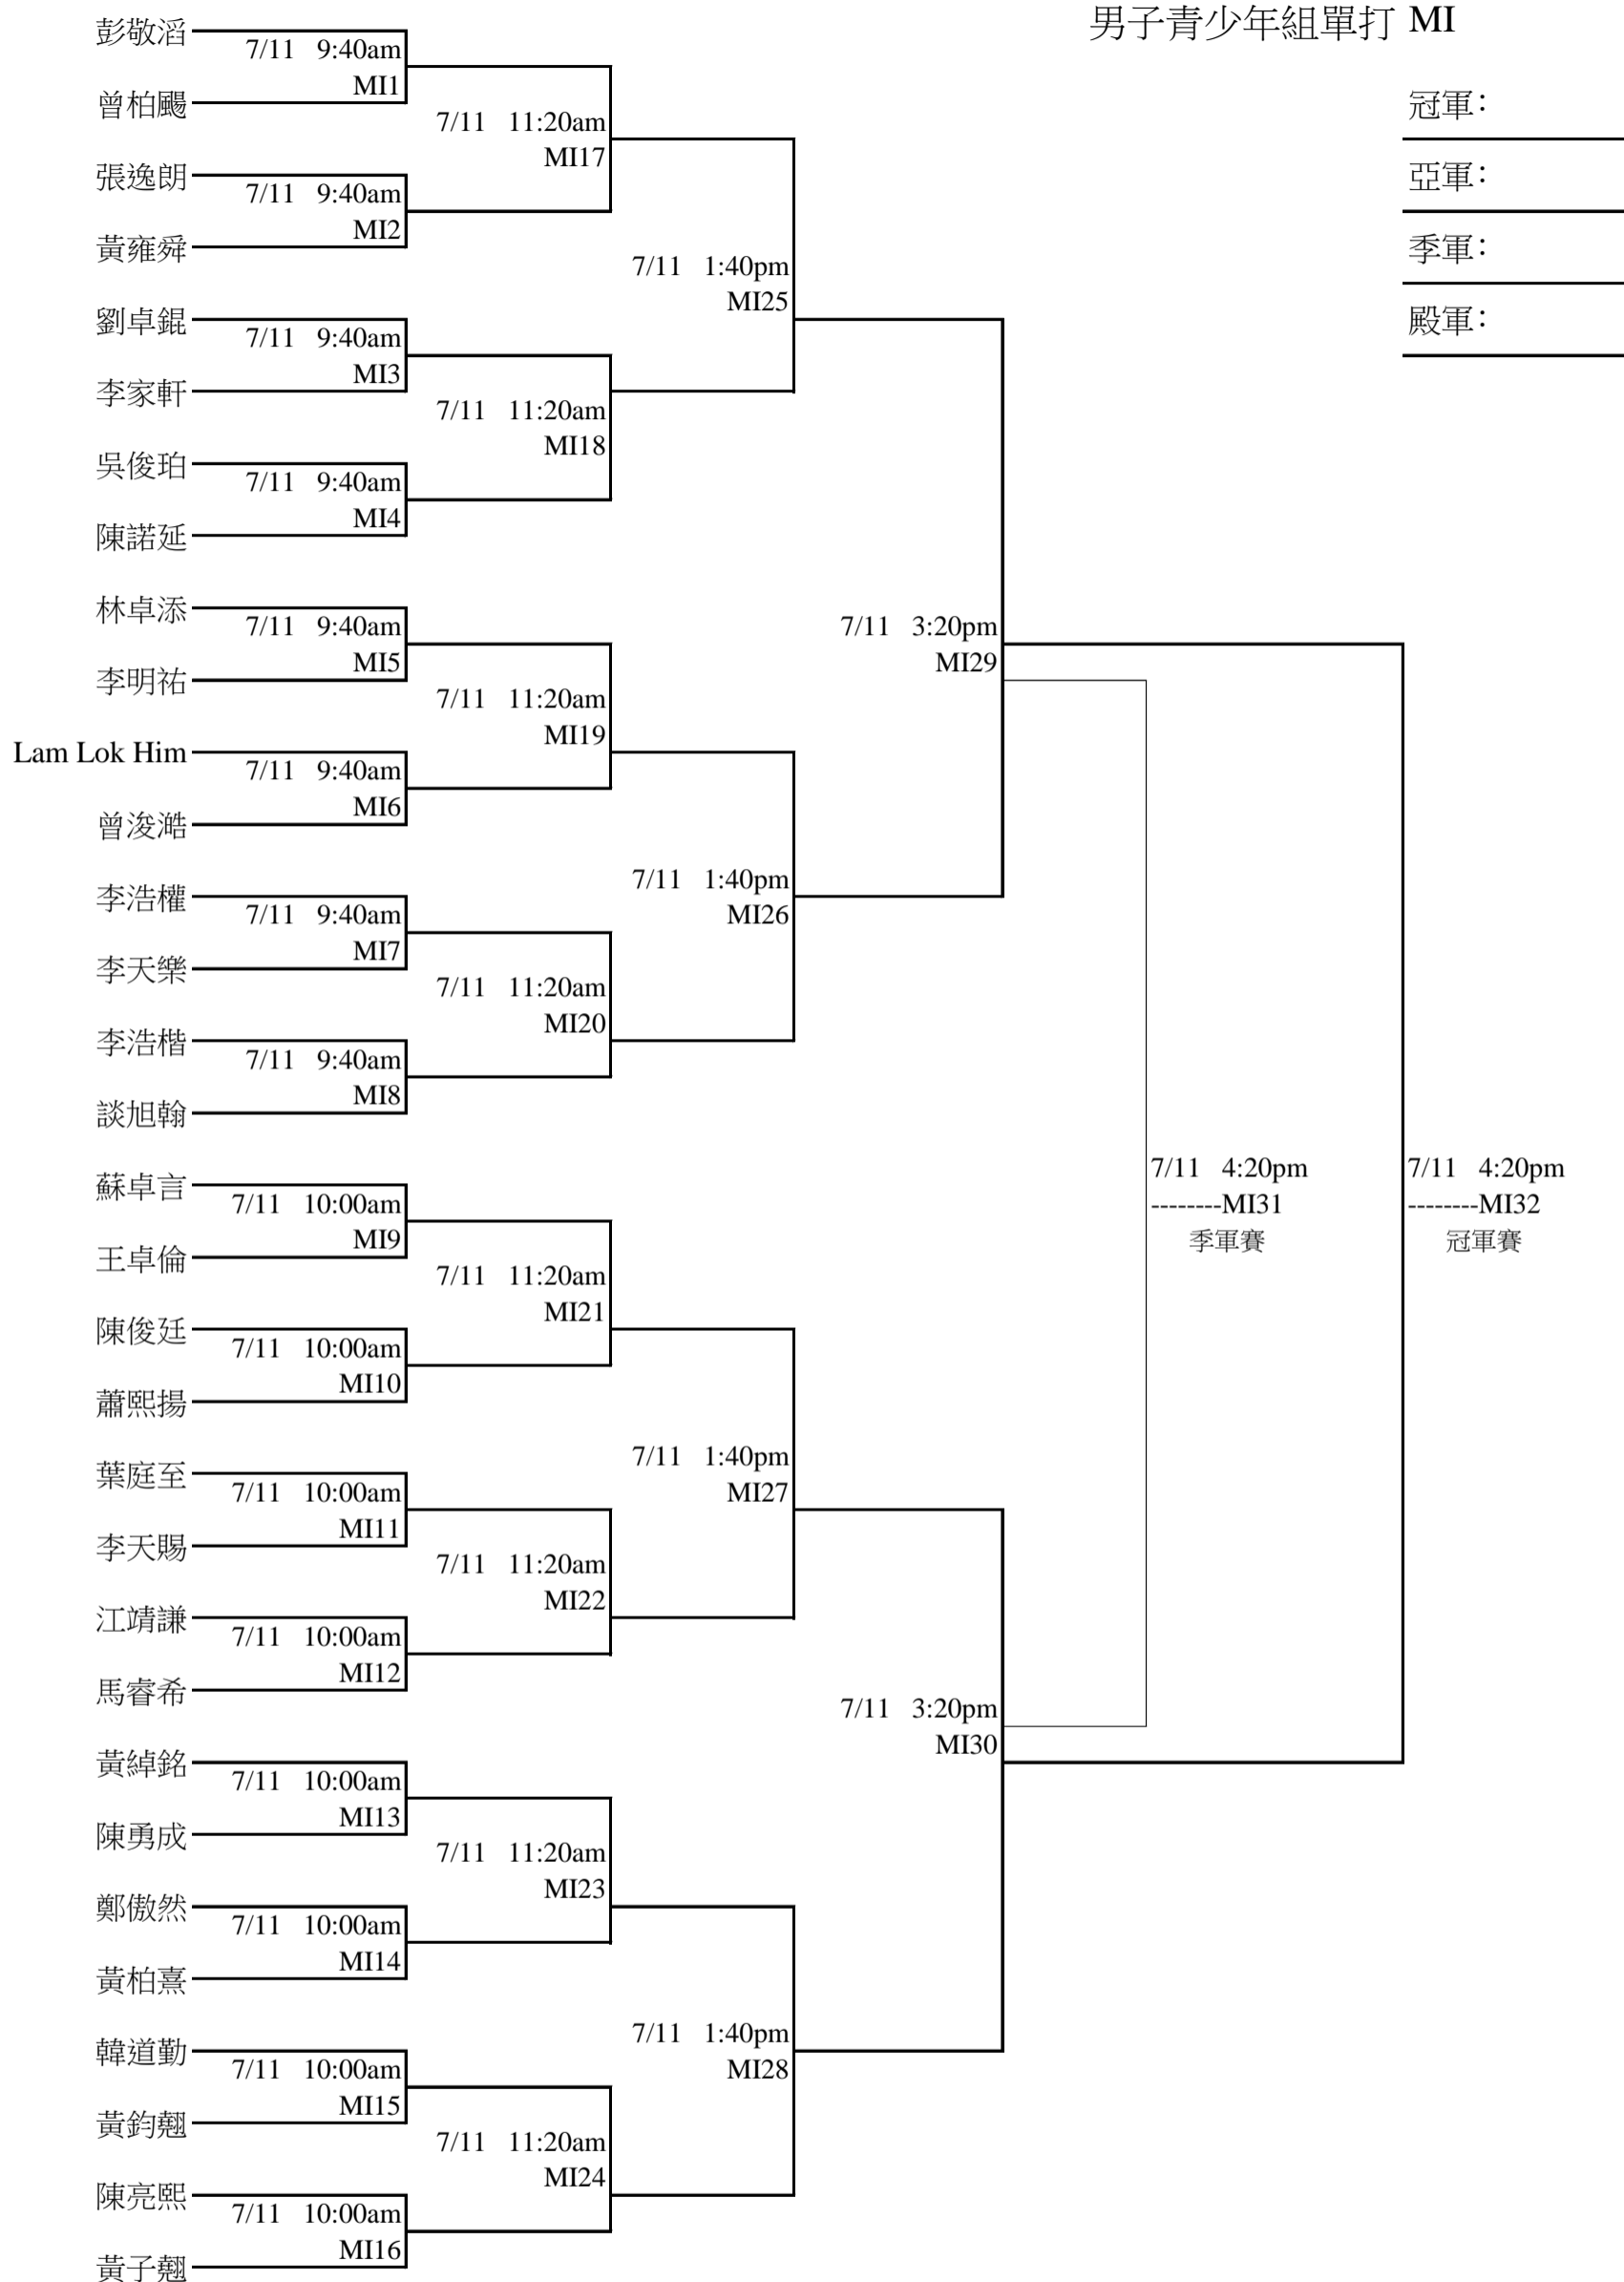 男子青少年組單打 MI
冠軍：
亞軍：
季軍：
殿軍：
彭敬滔
7/11 9:40am
MI1
曾柏颺
7/11 11:20am
MI17
張逸朗
7/11 9:40am
MI2
黃雍舜
7/11 1:40pm
MI25
劉卓錕
7/11 9:40am
MI3
李家軒
7/11 11:20am
MI18
吳俊珀
7/11 9:40am
MI4
陳諾延
林卓添
7/11 9:40am
MI5
李明祐
7/11 3:20pm
MI29
7/11 11:20am
MI19
Lam Lok Him
7/11 9:40am
MI6
曾浚澔
7/11 1:40pm
MI26
李浩權
7/11 9:40am
MI7
李天樂
7/11 11:20am
MI20
李浩楷
7/11 9:40am
MI8
談旭翰
7/11 4:20pm
--------MI31
季軍賽
7/11 4:20pm
--------MI32
冠軍賽
蘇卓言
7/11 10:00am
MI9
王卓倫
7/11 11:20am
MI21
陳俊廷
7/11 10:00am
MI10
蕭熙揚
7/11 1:40pm
MI27
葉庭至
7/11 10:00am
MI11
李天賜
7/11 11:20am
MI22
江靖謙
7/11 10:00am
MI12
馬睿希
7/11 3:20pm
MI30
黃綽銘
7/11 10:00am
MI13
陳勇成
7/11 11:20am
MI23
鄭傲然
7/11 10:00am
MI14
黃柏熹
7/11 1:40pm
MI28
韓道勤
7/11 10:00am
MI15
黃鈞翹
7/11 11:20am
MI24
陳亮熙
7/11 10:00am
MI16
黃子翹